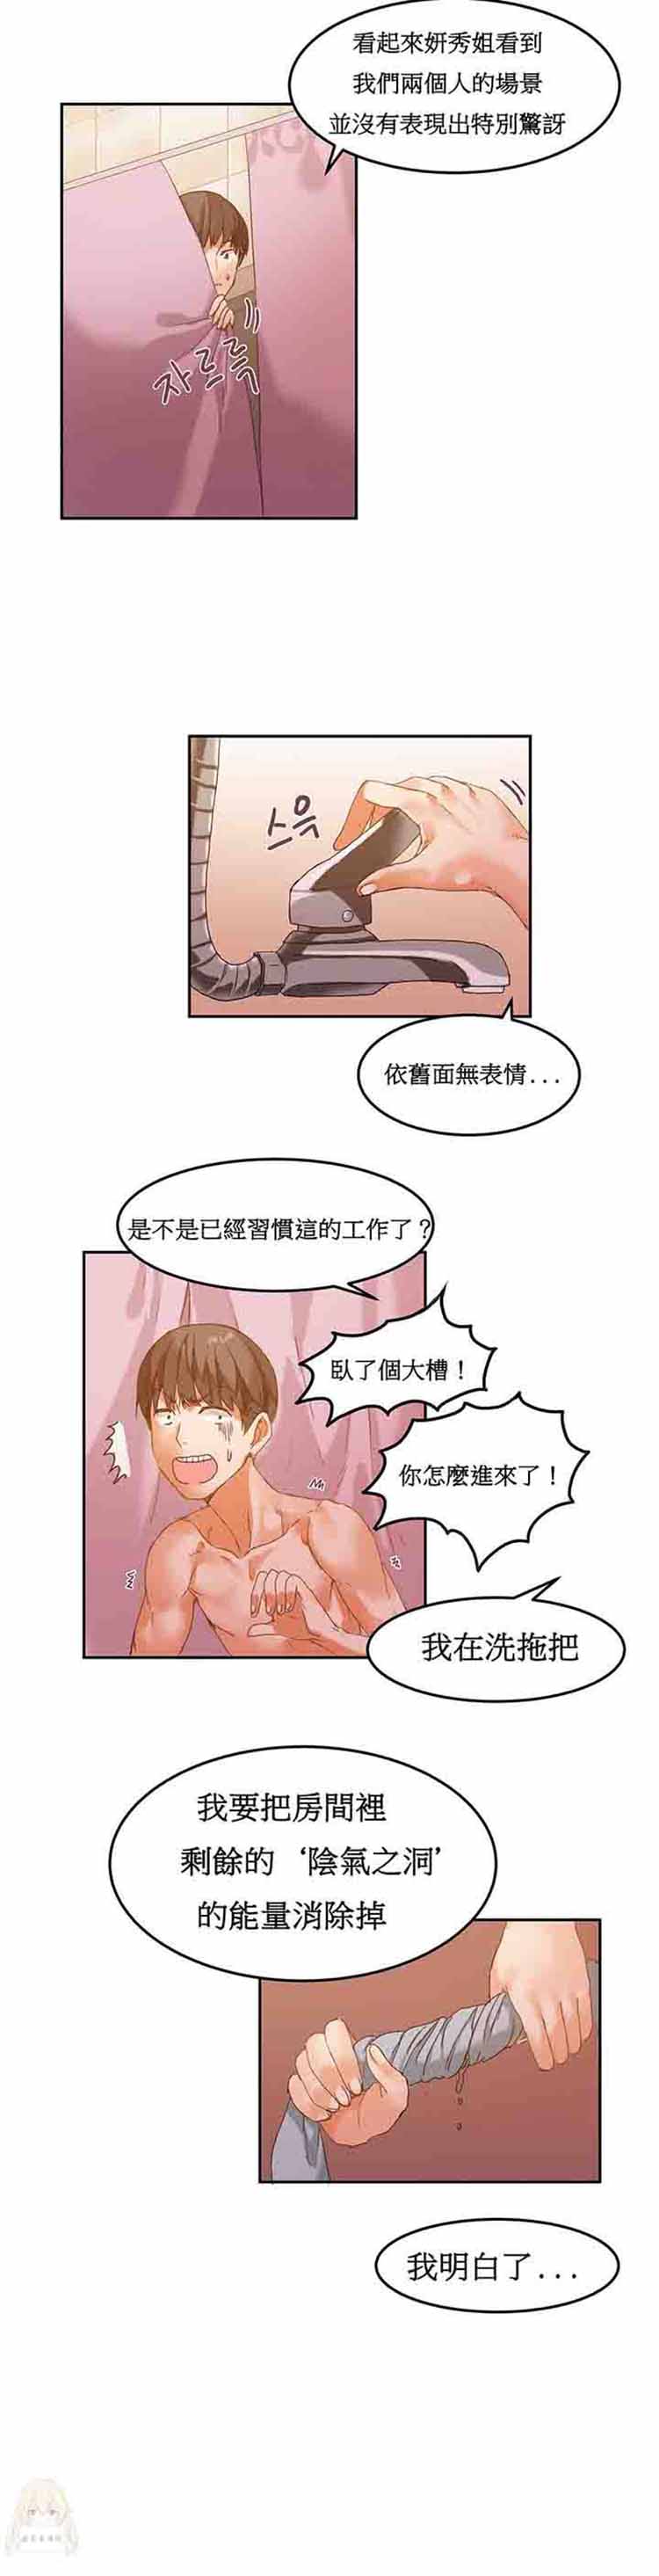 看起來妍秀姐看到
我們兩個人的場景
並沒有表現出特別驚訝
자르륵
스윽
依舊面無表情...
是不是已經習慣這的工作了？
臥了個大槽！
你怎麼進來了！
我在洗拖把
我要把房間裡
剩餘的‘陰氣之洞’
的能量消除掉
我明白了...